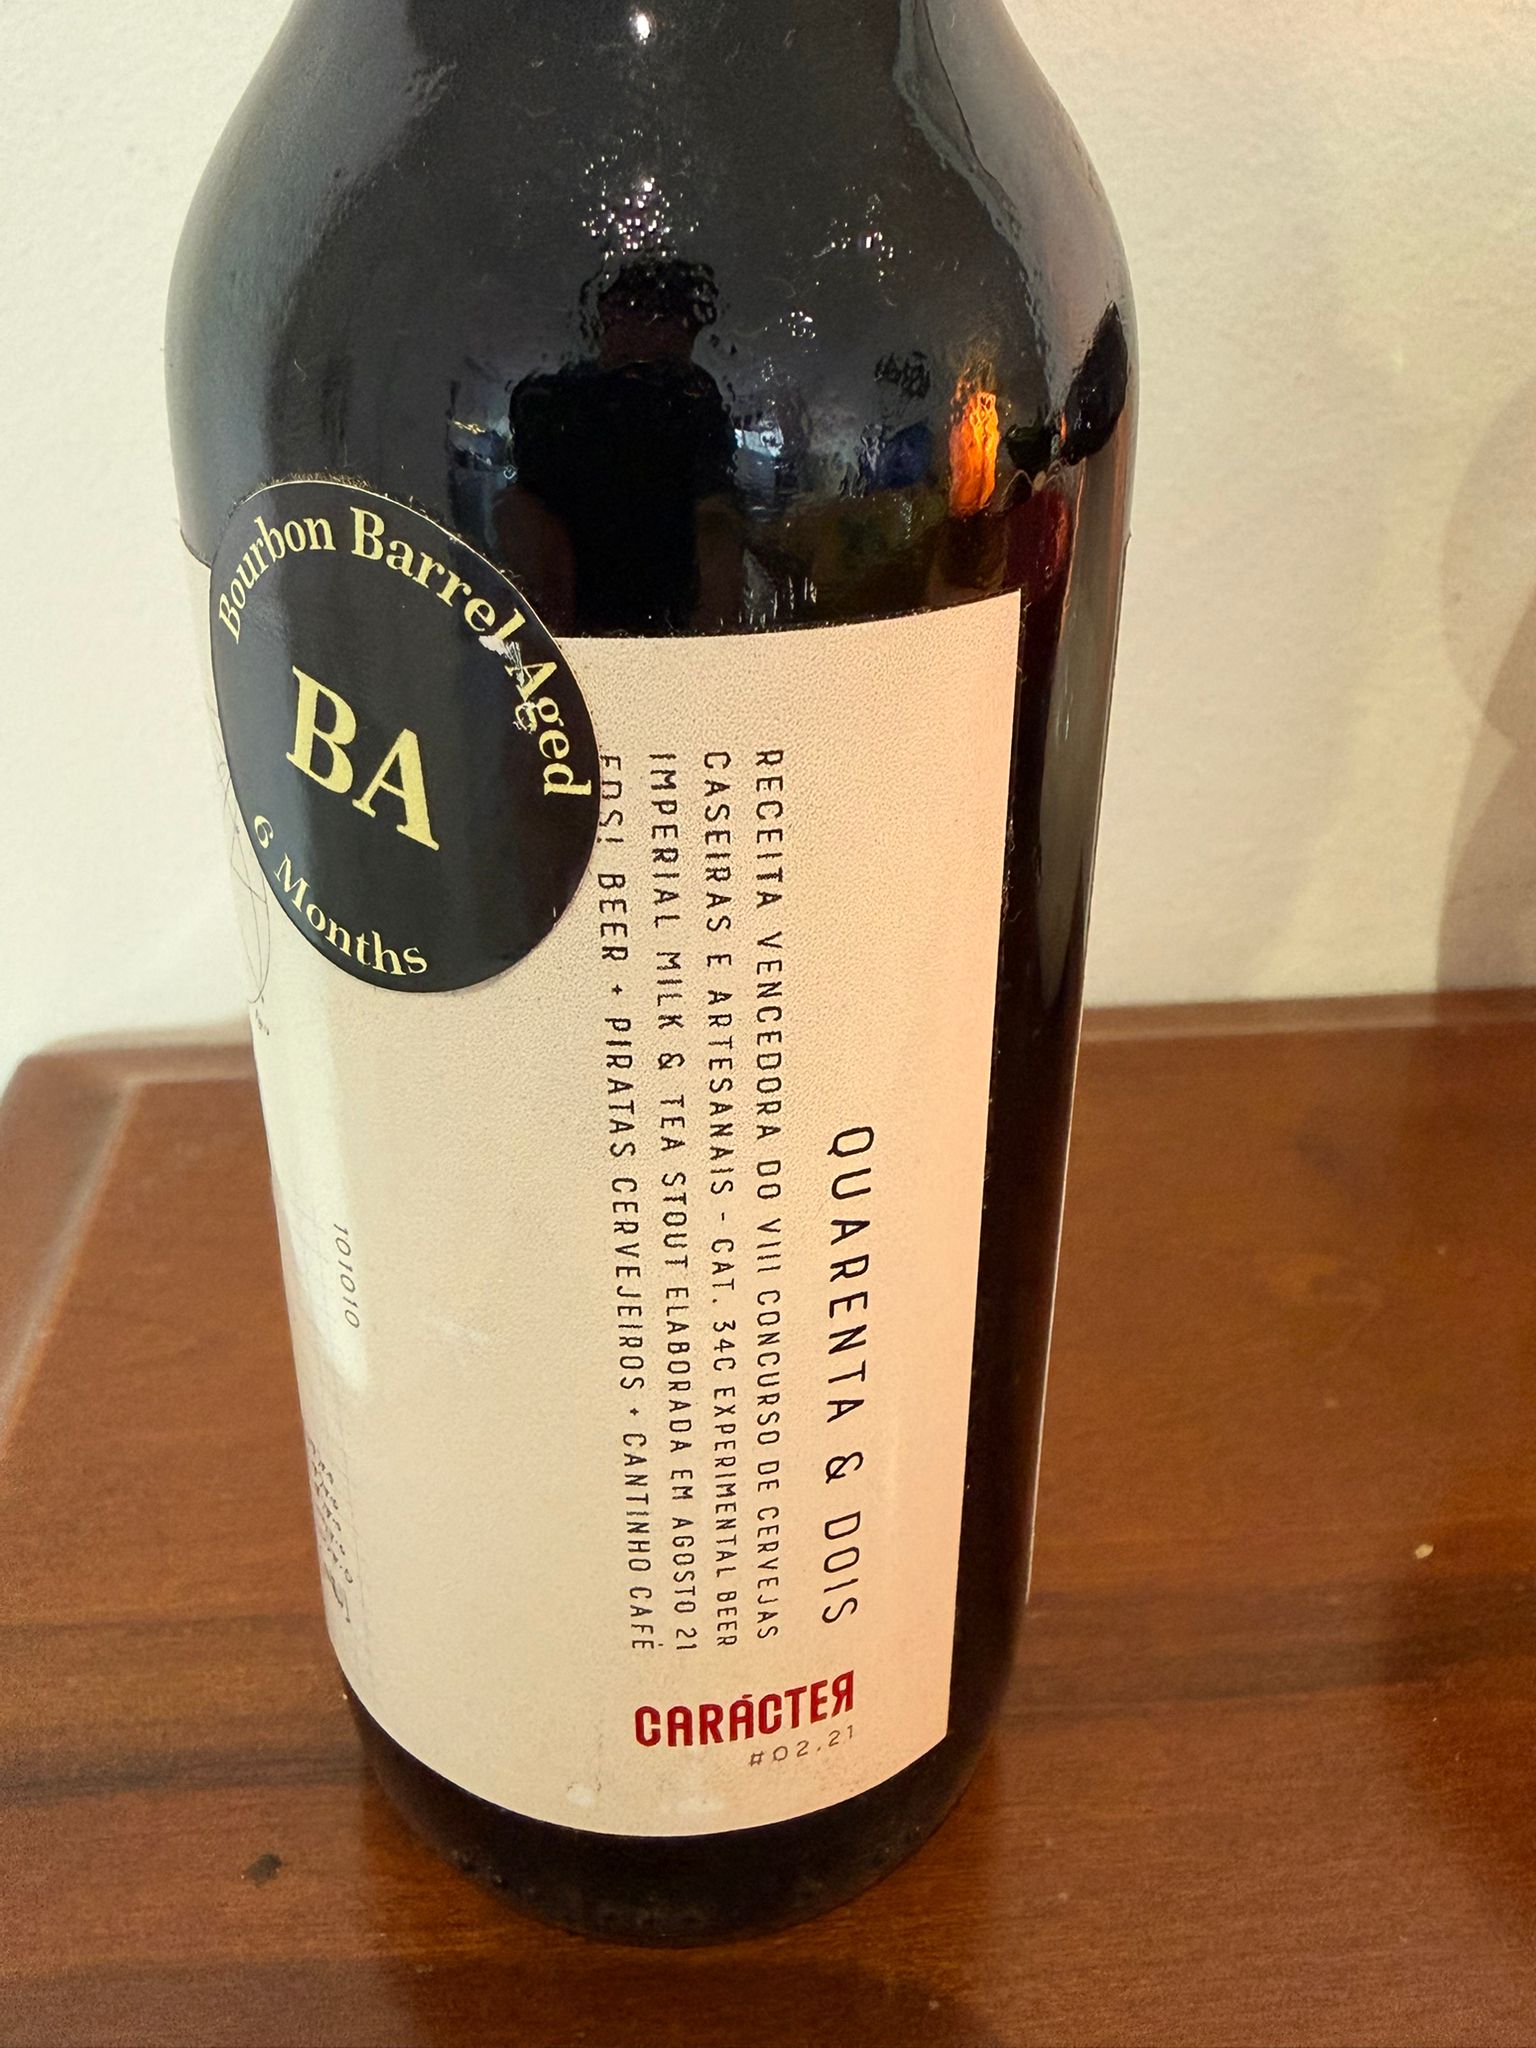 Bourbon Barrel Aged
BA
6 Months
QUARENTA & DOIS
RECEITA VENCEDORA DO VIII CONCURSO DE CERVEJAS
CASEIRAS E ARTESANAIS - CAT. 34C EXPERIMENTAL BEER
IMPERIAL MILK & TEA STOUT ELABORADA EM AGOSTO 21
BEER + PIRATAS CERVEJEIROS + CANTINHO CAFÉ
101010
CARÁCTER
#02.21